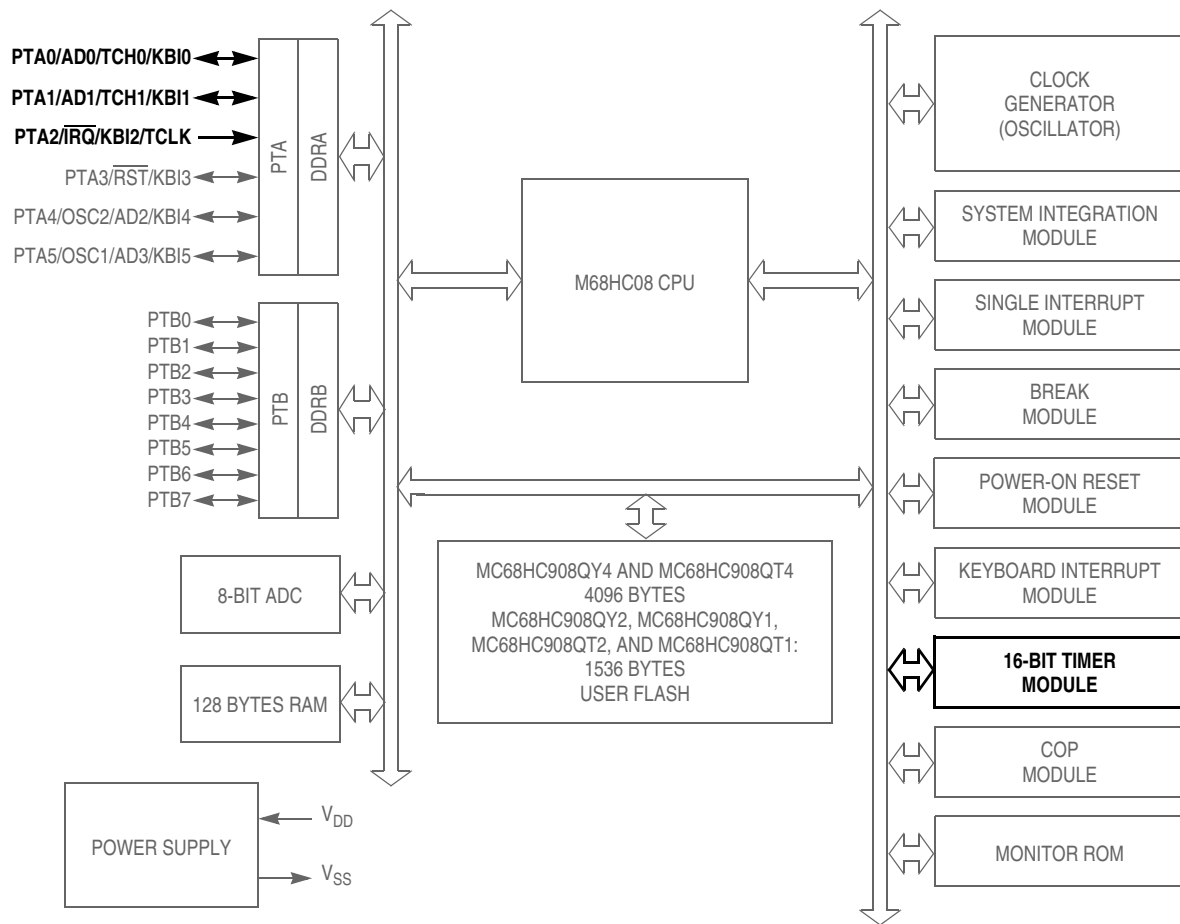 PTA0/AD0/TCH0/KBI0
PTA1/AD1/TCH1/KBI1
PTA2/IRQ/KBI2/TCLK
PTA3/RST/KBI3
PTA4/OSC2/AD2/KBI4
PTA5/OSC1/AD3/KBI5
PTA
DDRA
PTB0
PTB1
PTB2
PTB3
PTB4
PTB5
PTB6
PTB7
PTB
DDRB
8-BIT ADC
128 BYTES RAM
POWER SUPPLY
VDD
VSS
M68HC08 CPU
MC68HC908QY4 AND MC68HC908QT4
4096 BYTES
MC68HC908QY2, MC68HC908QY1,
MC68HC908QT2, AND MC68HC908QT1:
1536 BYTES
USER FLASH
CLOCK
GENERATOR
(OSCILLATOR)
SYSTEM INTEGRATION
MODULE
SINGLE INTERRUPT
MODULE
BREAK
MODULE
POWER-ON RESET
MODULE
KEYBOARD INTERRUPT
MODULE
16-BIT TIMER
MODULE
COP
MODULE
MONITOR ROM